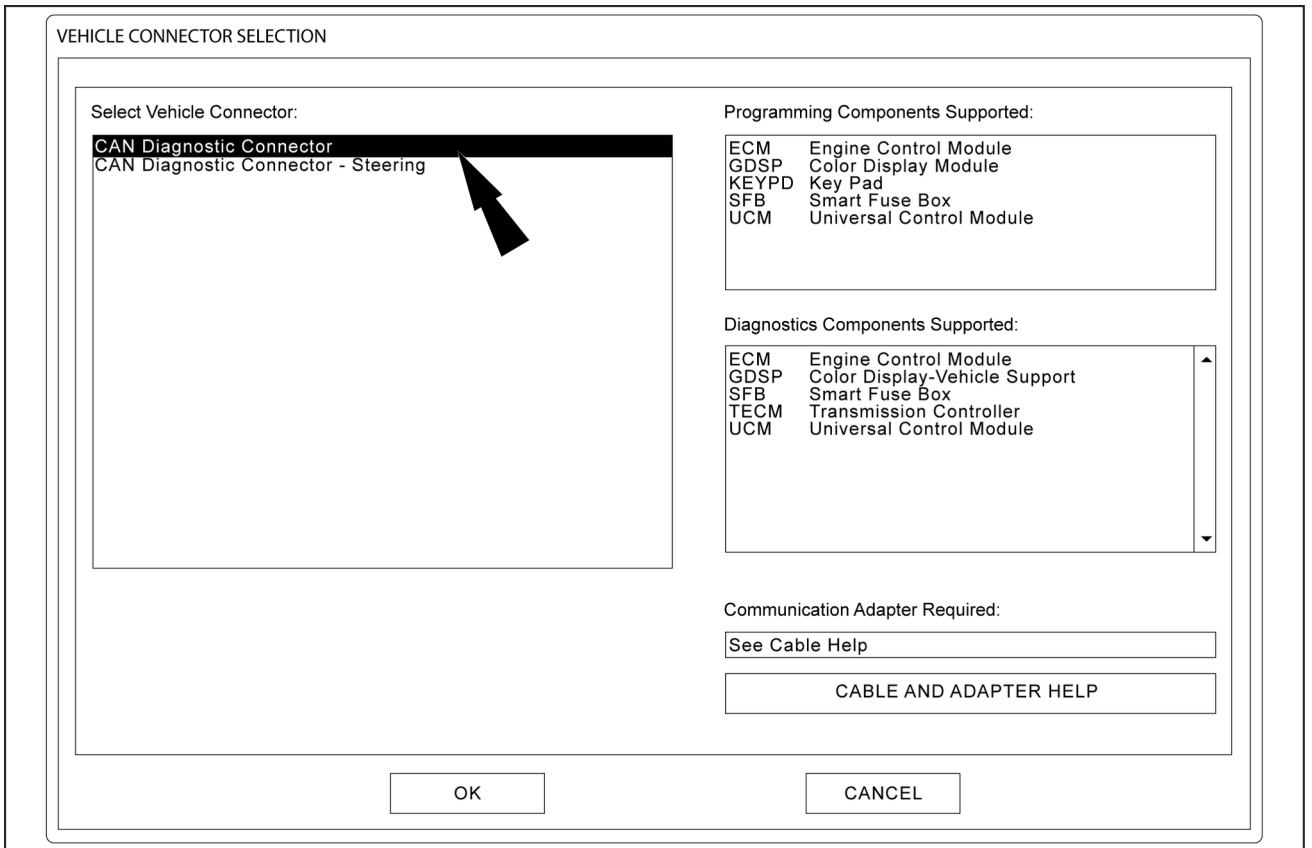 VEHICLE CONNECTOR SELECTION
Select Vehicle Connector:
CAN Diagnostic Connector
CAN Diagnostic Connector - Steering
Programming Components Supported:
ECM Engine Control Module
GDSP Color Display Module
KEYPD Key Pad
SFB Smart Fuse Box
UCM Universal Control Module
Diagnostics Components Supported:
ECM Engine Control Module
GDSP Color Display-Vehicle Support
SFB Smart Fuse Box
TECM Transmission Controller
UCM Universal Control Module
Communication Adapter Required:
See Cable Help
CABLE AND ADAPTER HELP
OK CANCEL